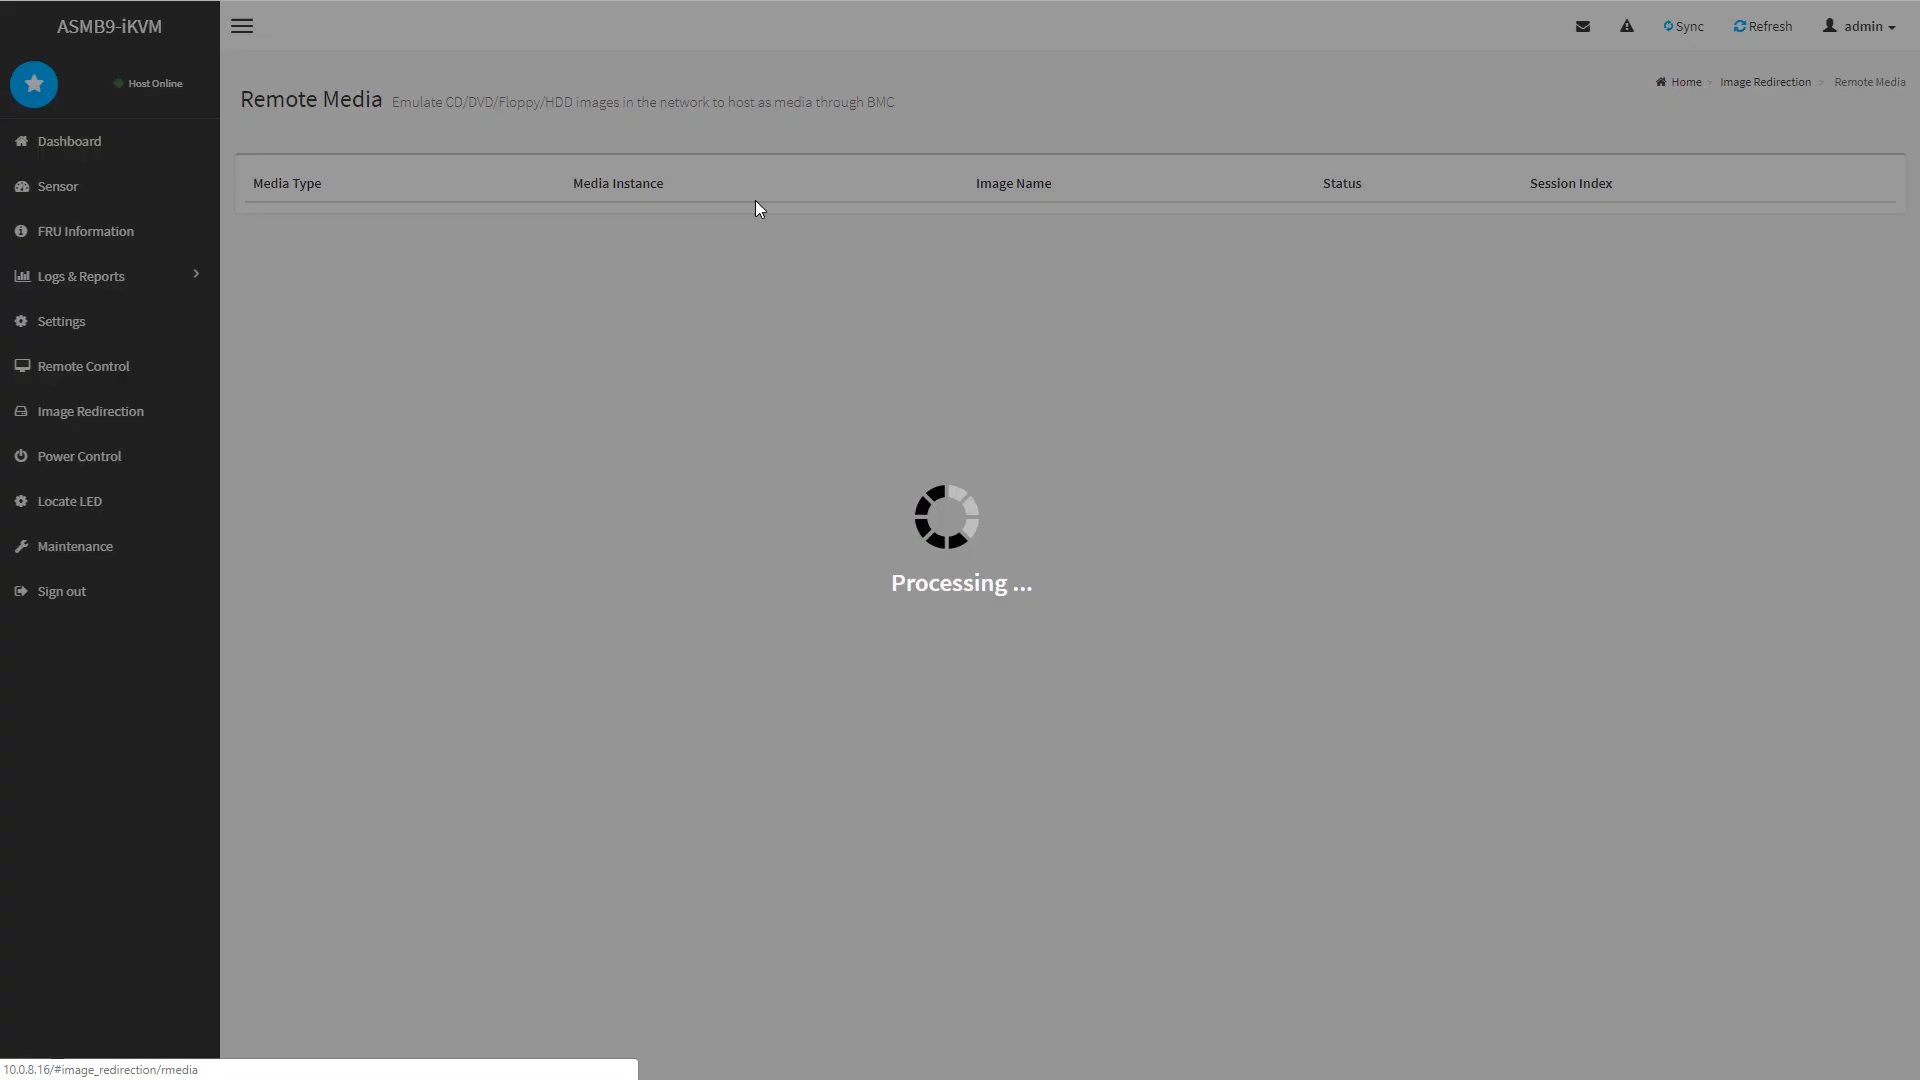 ASMB9-iKVM
Sync
Refresh
admin
Host Online
Home > Image Redirection > Remote Media
Remote Media Emulate CD/DVD/Floppy/HDD images in the network to host as media through BMC
Dashboard
Media Type Media Instance Image Name Status Session Index
Sensor
FRU Information
Logs & Reports
Settings
Remote Control
Image Redirection
Power Control
Locate LED
Maintenance
Sign out
Processing ...
10.0.8.16/#image_redirection/rmedia